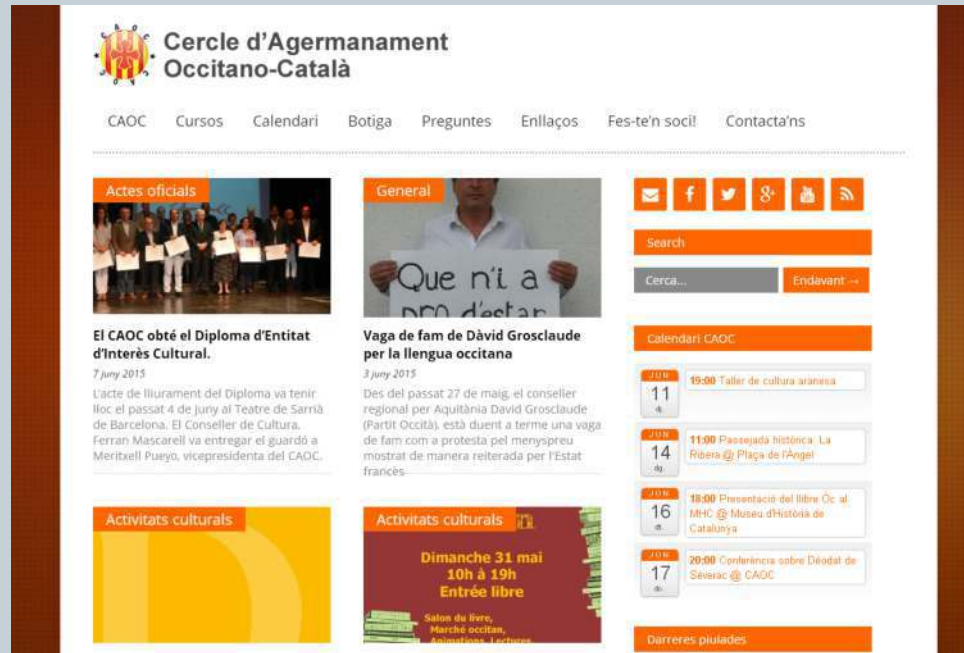 Cercle d'Agermanament
Occitano-Català
CAOC Cursos Calendari Botiga Preguntes Enllaços Fes-te'n soci! Contacta'ns
Actes oficials
El CAOC obté el Diploma d'Entitat
d'Interès Cultural.
7 juny 2015
L'acte de lliurament del Diploma va tenir
lloc el passat 4 de juny al Teatre de Sarrià
de Barcelona. El Conseller de Cultura,
Ferran Mascarell va entregar el guardó a
Meritxell Pueyo, vicepresidenta del CAOC.
General
Que n'i a
pro d'estar
Vaga de fam de Dàvid Grosclaude
per la llengua occitana
3 juny 2015
Des del passat 27 de maig, el conseller
regional per Aquitània David Grosclaude
(Partit Occità), està duent a terme una vaga
de fam com a protesta pel menyspreu
mostrat de manera reiterada per l'Estat
francès
Activitats culturals
Activitats culturals
Dimanche 31 mai
10h à 19h
Entrée libre
Salon du livre,
Marché occitan,
Animations, Lectures,
Search
Cerca...
Endavant →
Calendari CAOC
JUN
11
dj.
19:00 Taller de cultura aranesa
JUN
14
dg.
11:00 Passejada històrica: La
Ribera @ Plaça de l'Àngel
JUN
16
dt.
18:00 Presentació del llibre Òc al
MHC @ Museu d'Història de
Catalunya
JUN
17
20:00 Conferència sobre Déodat de
Séverac @ CAOC
Darreres piulades